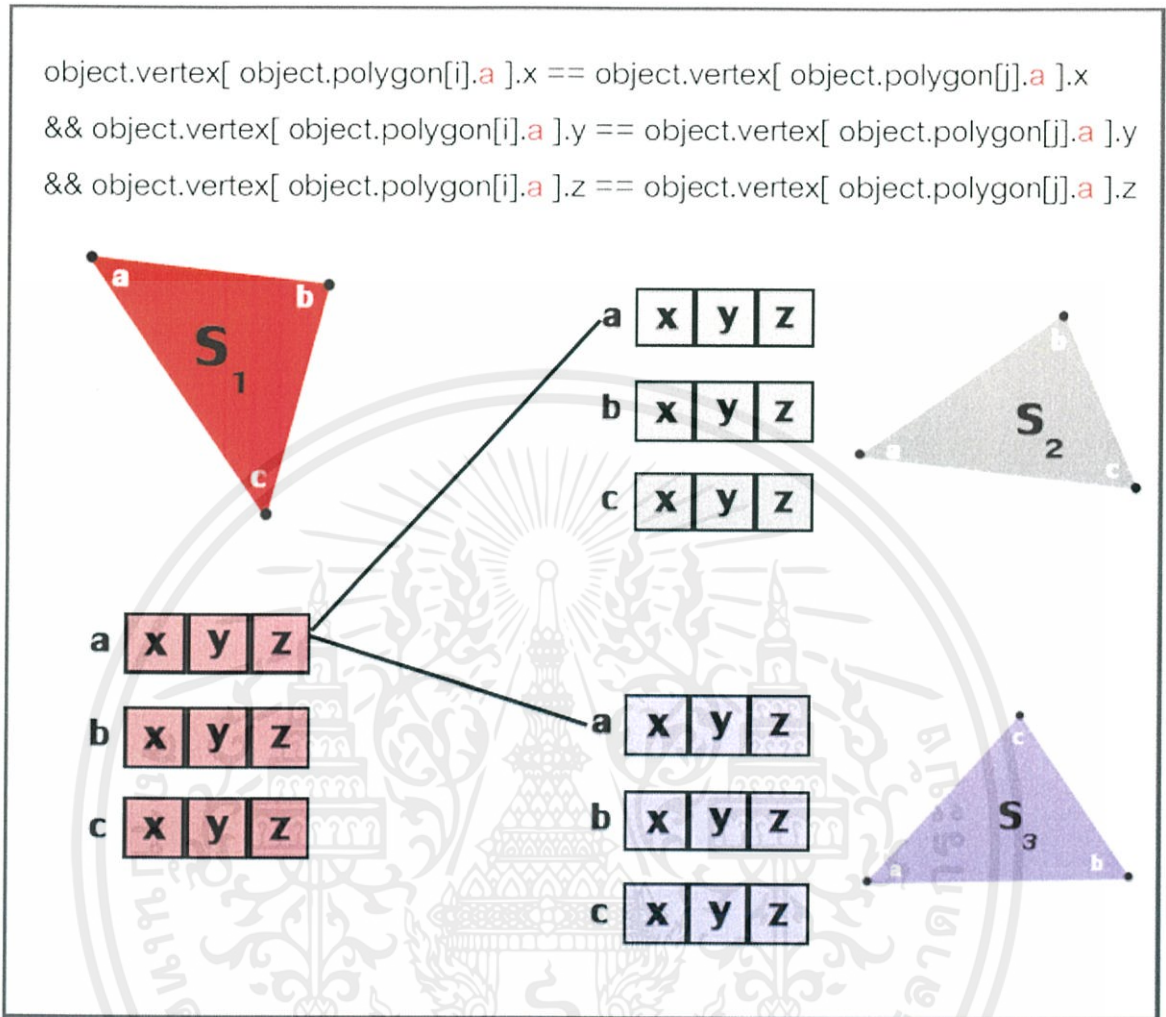 object.vertex[ object.polygon[i].a ].x == object.vertex[ object.polygon[j].a ].x
&& object.vertex[ object.polygon[i].a ].y == object.vertex[ object.polygon[j].a ].y
&& object.vertex[ object.polygon[i].a ].z == object.vertex[ object.polygon[j].a ].z
a
b
S1
c
a x y z
b x y z
c x y z
b
S2
a
c
a x y z
b x y z
c x y z
a x y z
b x y z
c x y z
c
S3
a
b